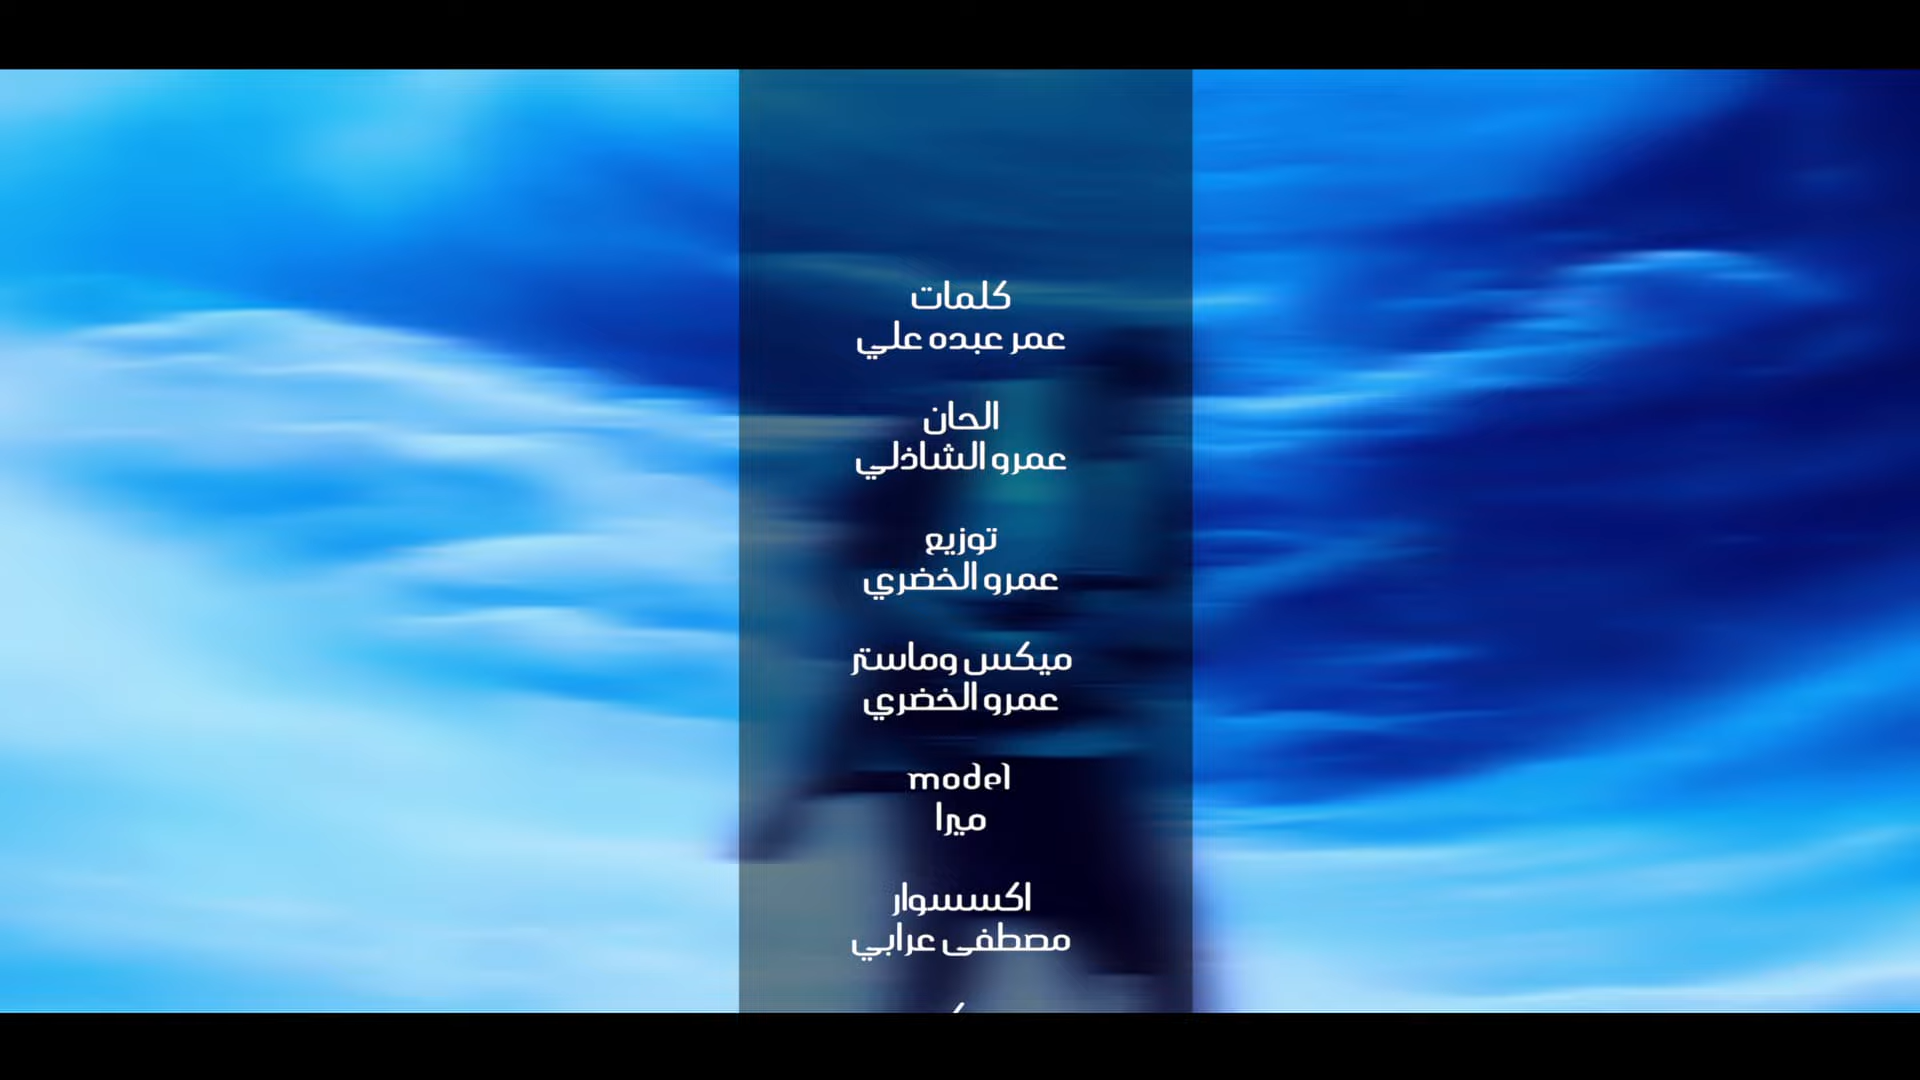 كلمات
عمر عبده علي
الحان
عمرو الشاذلي
توزيع
عمرو الخضري
ميكس وماستر
عمرو الخضري
model
ميرا
اكسسوار
مصطفى عرابي